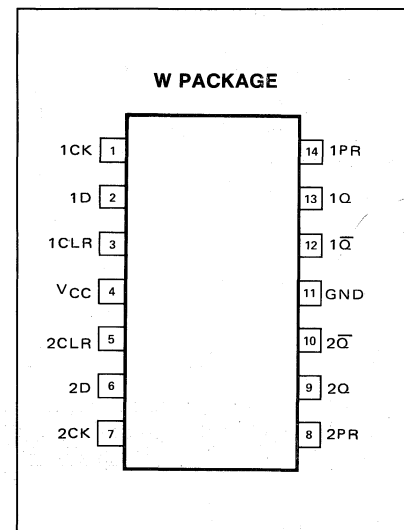 W PACKAGE
1CK 1 14 1PR
1D 2 13 1Q
1CLR 3 12 1Q̅
VCC 4 11 GND
2CLR 5 10 2Q̅
2D 6 9 2Q
2CK 7 8 2PR